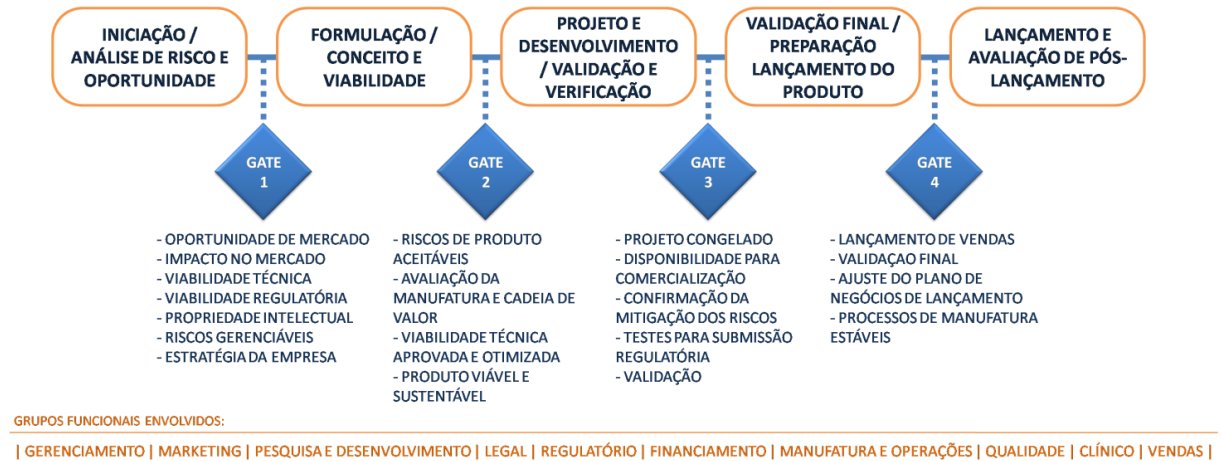 INICIAÇÃO /
ANÁLISE DE RISCO E
OPORTUNIDADE
FORMULAÇÃO /
CONCEITO E
VIABILIDADE
PROJETO E
DESENVOLVIMENTO
/ VALIDAÇÃO E
VERIFICAÇÃO
VALIDAÇÃO FINAL /
PREPARAÇÃO
LANÇAMENTO DO
PRODUTO
LANÇAMENTO E
AVALIAÇÃO DE PÓS-
LANÇAMENTO
GATE
1
GATE
2
GATE
3
GATE
4
- OPORTUNIDADE DE MERCADO
- IMPACTO NO MERCADO
- VIABILIDADE TÉCNICA
- VIABILIDADE REGULATÓRIA
- PROPRIEDADE INTELECTUAL
- RISCOS GERENCIÁVEIS
- ESTRATÉGIA DA EMPRESA
- RISCOS DE PRODUTO
ACEITÁVEIS
- AVALIAÇÃO DA
MANUFATURA E CADEIA DE
VALOR
- VIABILIDADE TÉCNICA
APROVADA E OTIMIZADA
- PRODUTO VIÁVEL E
SUSTENTÁVEL
- PROJETO CONGELADO
- DISPONIBILIDADE PARA
COMERCIALIZAÇÃO
- CONFIRMAÇÃO DA
MITIGAÇÃO DOS RISCOS
- TESTES PARA SUBMISSÃO
REGULATÓRIA
- VALIDAÇÃO
- LANÇAMENTO DE VENDAS
- VALIDAÇAO FINAL
- AJUSTE DO PLANO DE
NEGÓCIOS DE LANÇAMENTO
- PROCESSOS DE MANUFATURA
ESTÁVEIS
GRUPOS FUNCIONAIS ENVOLVIDOS:
| GERENCIAMENTO | MARKETING | PESQUISA E DESENVOLVIMENTO | LEGAL | REGULATÓRIO | FINANCIAMENTO | MANUFATURA E OPERAÇÕES | QUALIDADE | CLÍNICO | VENDAS |